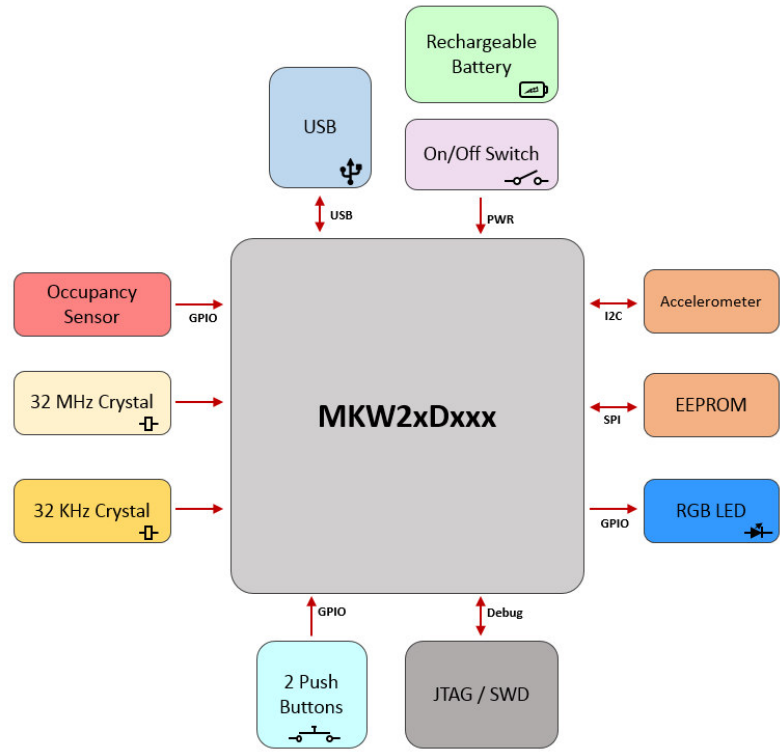 Rechargeable
Battery
USB
On/Off Switch
USB
PWR
Occupancy
Sensor
GPIO
Accelerometer
I2C
32 MHz Crystal
MKW2xDxxx
EEPROM
SPI
32 KHz Crystal
RGB LED
GPIO
GPIO
Debug
2 Push
Buttons
JTAG / SWD